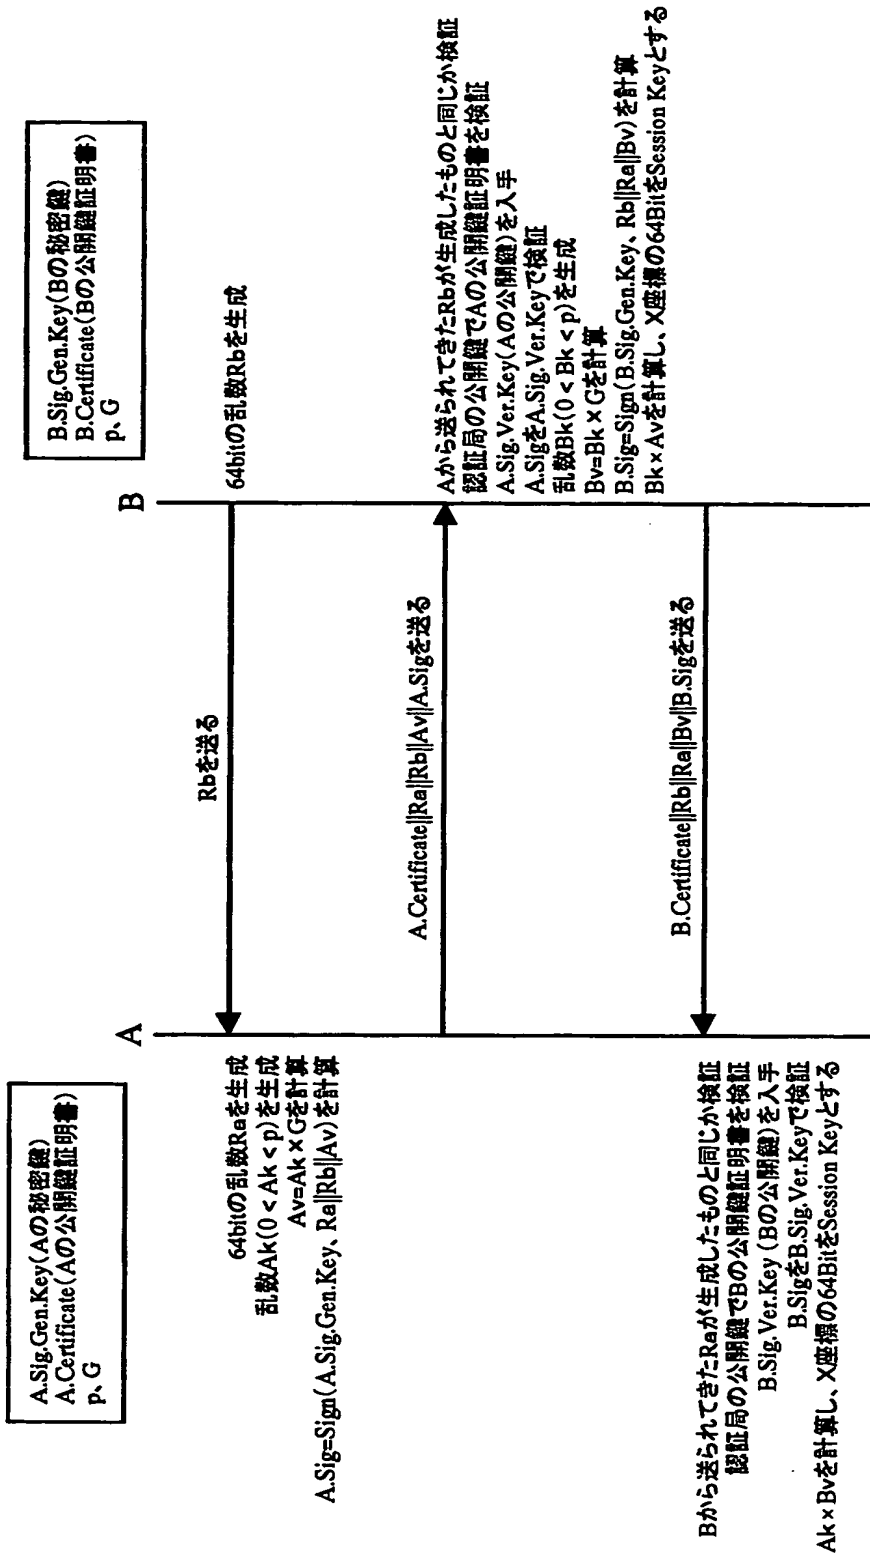 A.Sig.Gen.Key(Aの秘密鍵)
A.Certificate(Aの公開鍵証明書)
p、G
B.Sig.Gen.Key(Bの秘密鍵)
B.Certificate(Bの公開鍵証明書)
p、G
A
B
64bitの乱数Rbを生成
Rbを送る
64bitの乱数Raを生成
乱数Ak(0 < Ak < p)を生成
Av=Ak×Gを計算
A.Sig=Sign(A.Sig.Gen.Key、Ra||Rb||Av)を計算
A.Certificate||Ra||Rb||Av||A.Sigを送る
Aから送られてきたRbが生成したものと同じか検証
認証局の公開鍵でAの公開鍵証明書を検証
A.Sig.Ver.Key(Aの公開鍵)を入手
A.SigをA.Sig.Ver.Keyで検証
乱数Bk(0 < Bk < p)を生成
Bv=Bk×Gを計算
B.Sig=Sign(B.Sig.Gen.Key、Rb||Ra||Bv)を計算
Bk×Avを計算し、X座標の64BitをSession Keyとする
B.Certificate||Rb||Ra||Bv||B.Sigを送る
Bから送られてきたRaが生成したものと同じか検証
認証局の公開鍵でBの公開鍵証明書を検証
B.Sig.Ver.Key (Bの公開鍵)を入手
B.SigをB.Sig.Ver.Keyで検証
Ak×Bvを計算し、X座標の64BitをSession Keyとする